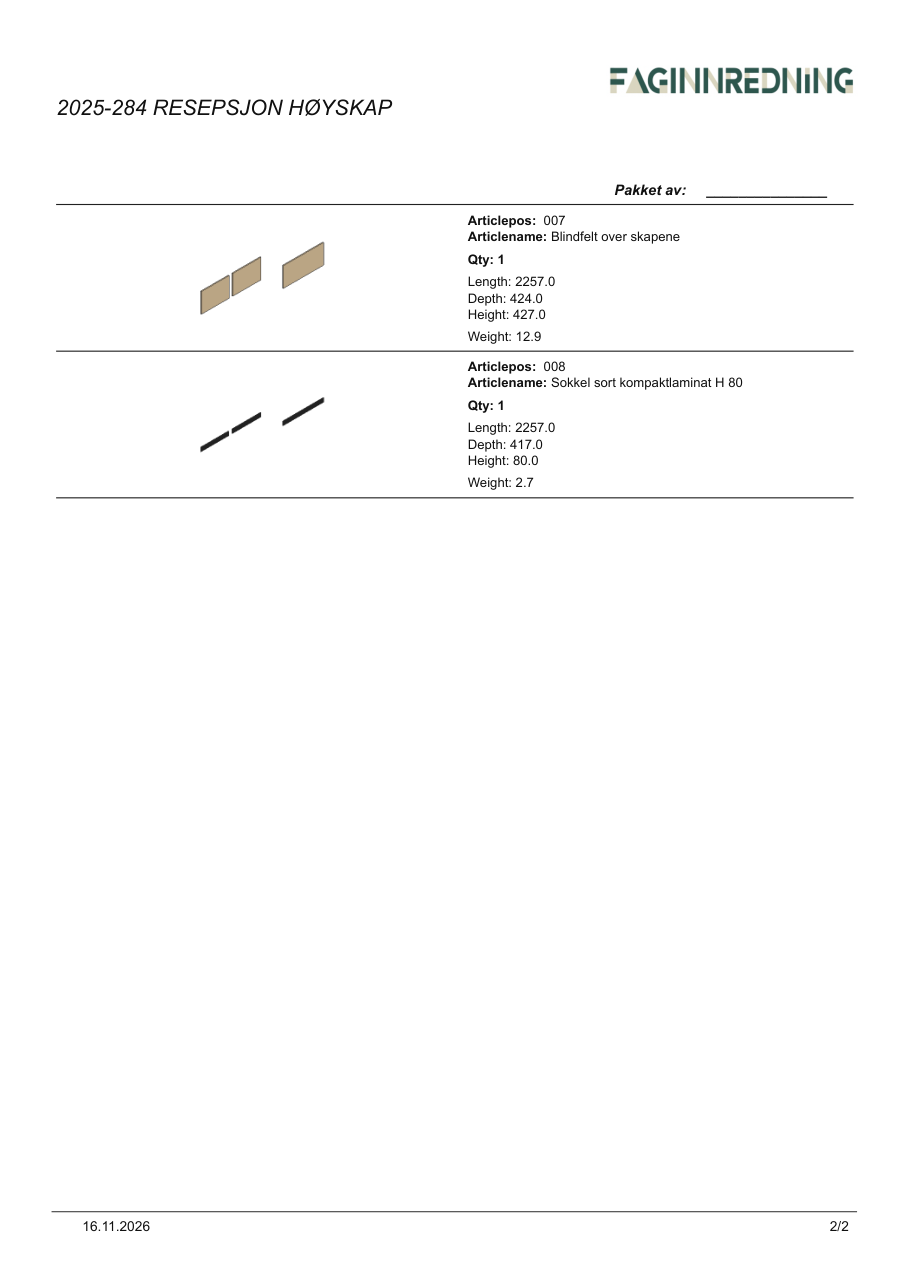 FAGINNREDNING
2025-284 RESEPSJON HØYSKAP
Pakket av: _______________
Articlepos: 007
Articlename: Blindfelt over skapene
Qty: 1
Length: 2257.0
Depth: 424.0
Height: 427.0
Weight: 12.9
Articlepos: 008
Articlename: Sokkel sort kompaktlaminat H 80
Qty: 1
Length: 2257.0
Depth: 417.0
Height: 80.0
Weight: 2.7
16.11.2026 2/2